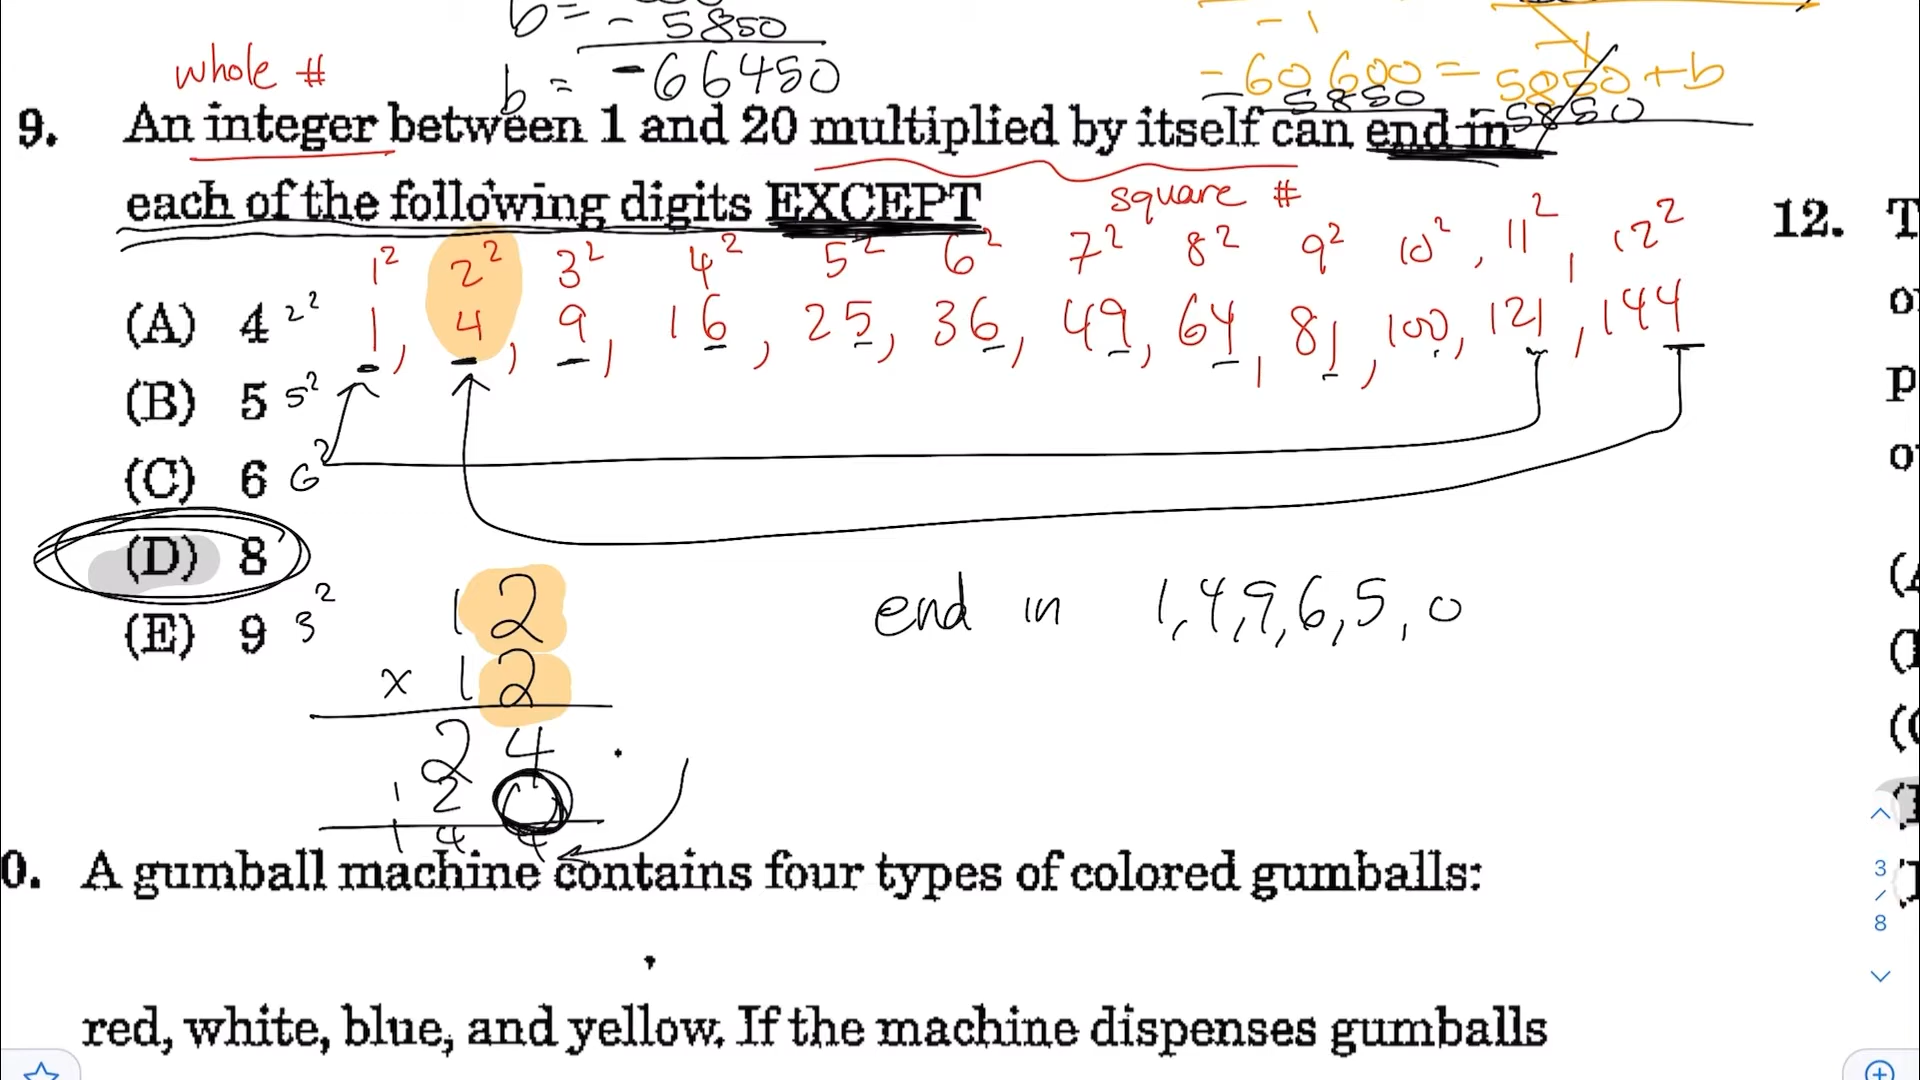 b = - 5850
- 1
whole #
b = - 66450
- 60,600 = 5850 + b
- 5850
5850
9. An integer between 1 and 20 multiplied by itself can end in
each of the following digits EXCEPT
square #
12. T
1² 2² 3² 4² 5² 6² 7² 8² 9² 10², 11², 12²
(A) 4 2²
1, 4, 9, 16, 25, 36, 49, 64, 81, 100, 121, 144
(B) 5 5²
p
(C) 6 6²
(D) 8
(E) 9 3²
12
end in 1,4,9,6,5,0
x 12
24
12
144
0. A gumball machine contains four types of colored gumballs:
3
/
8
red, white, blue, and yellow. If the machine dispenses gumballs